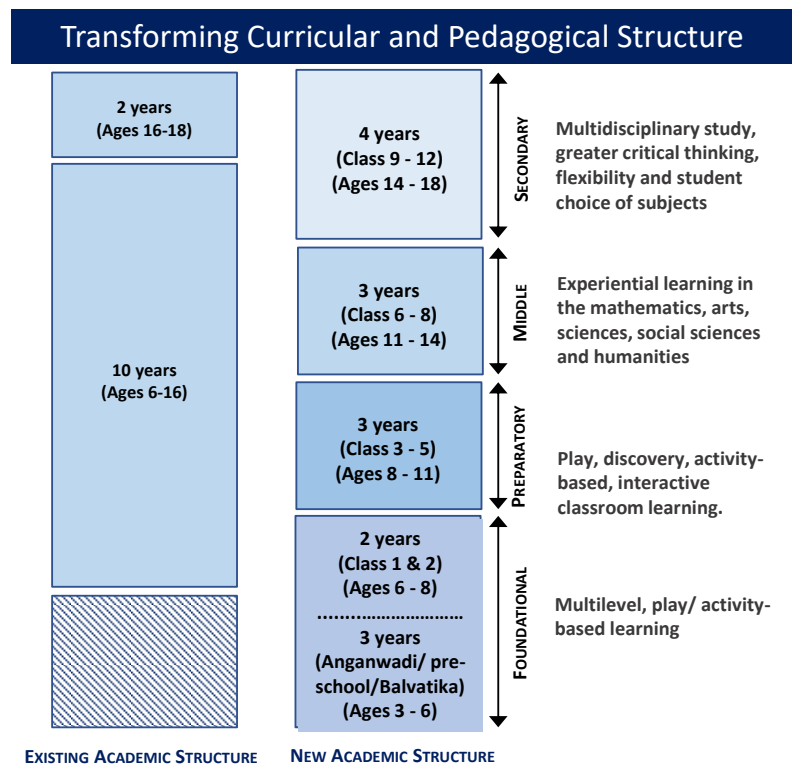 Transforming Curricular and Pedagogical Structure
2 years
(Ages 16-18)
10 years
(Ages 6-16)
EXISTING ACADEMIC STRUCTURE
4 years
(Class 9 - 12)
(Ages 14 - 18)
SECONDARY
Multidisciplinary study,
greater critical thinking,
flexibility and student
choice of subjects
3 years
(Class 6 - 8)
(Ages 11 - 14)
MIDDLE
Experiential learning in
the mathematics, arts,
sciences, social sciences
and humanities
3 years
(Class 3 - 5)
(Ages 8 - 11)
PREPARATORY
Play, discovery, activity-
based, interactive
classroom learning.
2 years
(Class 1 & 2)
(Ages 6 - 8)
........................
3 years
(Anganwadi/ pre-
school/Balvatika)
(Ages 3 - 6)
FOUNDATIONAL
Multilevel, play/ activity-
based learning
NEW ACADEMIC STRUCTURE